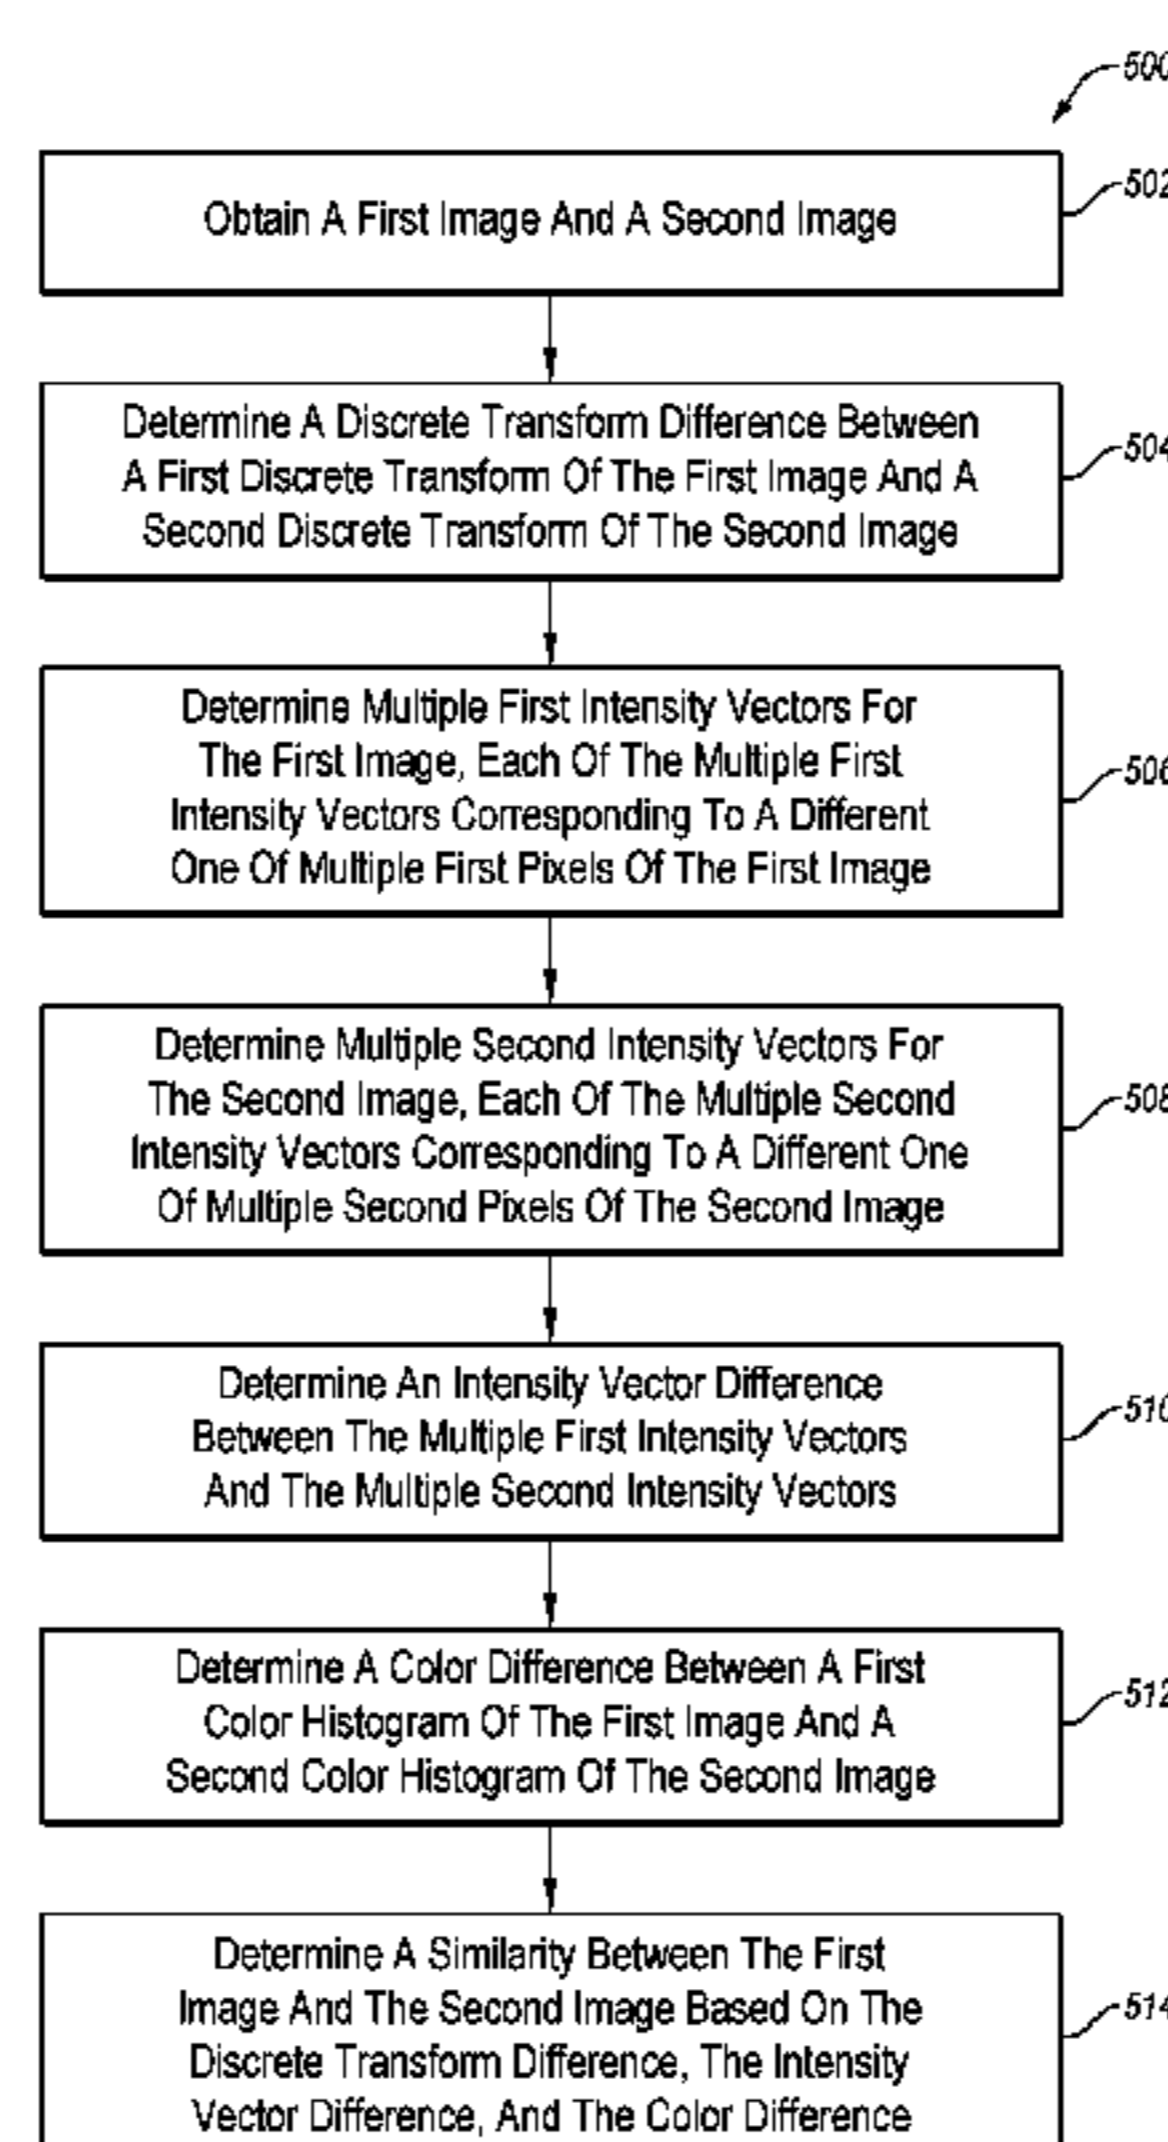 500
502
Obtain A First Image And A Second Image
504
Determine A Discrete Transform Difference Between
A First Discrete Transform Of The First Image And A
Second Discrete Transform Of The Second Image
506
Determine Multiple First Intensity Vectors For
The First Image, Each Of The Multiple First
Intensity Vectors Corresponding To A Different
One Of Multiple First Pixels Of The First Image
508
Determine Multiple Second Intensity Vectors For
The Second Image, Each Of The Multiple Second
Intensity Vectors Corresponding To A Different One
Of Multiple Second Pixels Of The Second Image
510
Determine An Intensity Vector Difference
Between The Multiple First Intensity Vectors
And The Multiple Second Intensity Vectors
512
Determine A Color Difference Between A First
Color Histogram Of The First Image And A
Second Color Histogram Of The Second Image
514
Determine A Similarity Between The First
Image And The Second Image Based On The
Discrete Transform Difference, The Intensity
Vector Difference, And The Color Difference